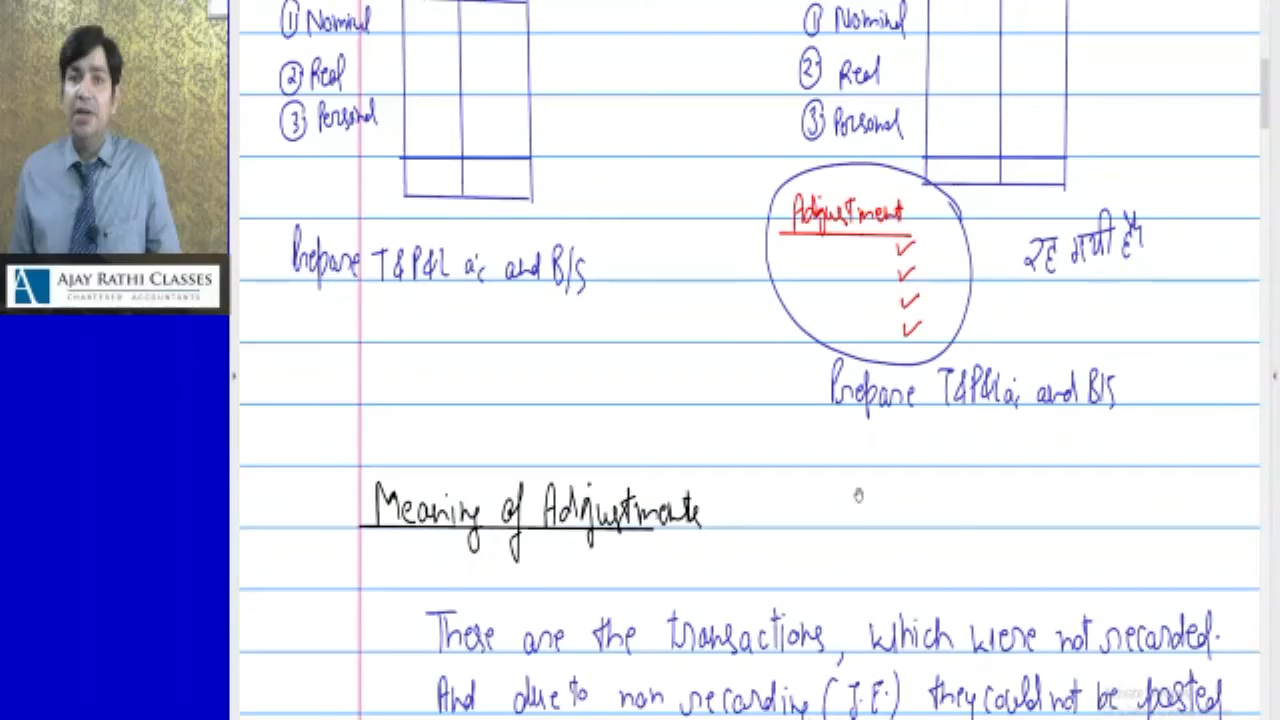 ① Nominal
② Real
③ Personal
① Nominal
② Real
③ Personal
Adjustment
रह गयी है
Prepare T&P&L a/c and B/S
Prepare T&P&L a/c and B/S
AJAY RATHI CLASSES
CHARTERED ACCOUNTANTS
Meaning of Adjustments
These are the transactions, which were not recorded.
And due to non recording (J.E.) they could not be posted